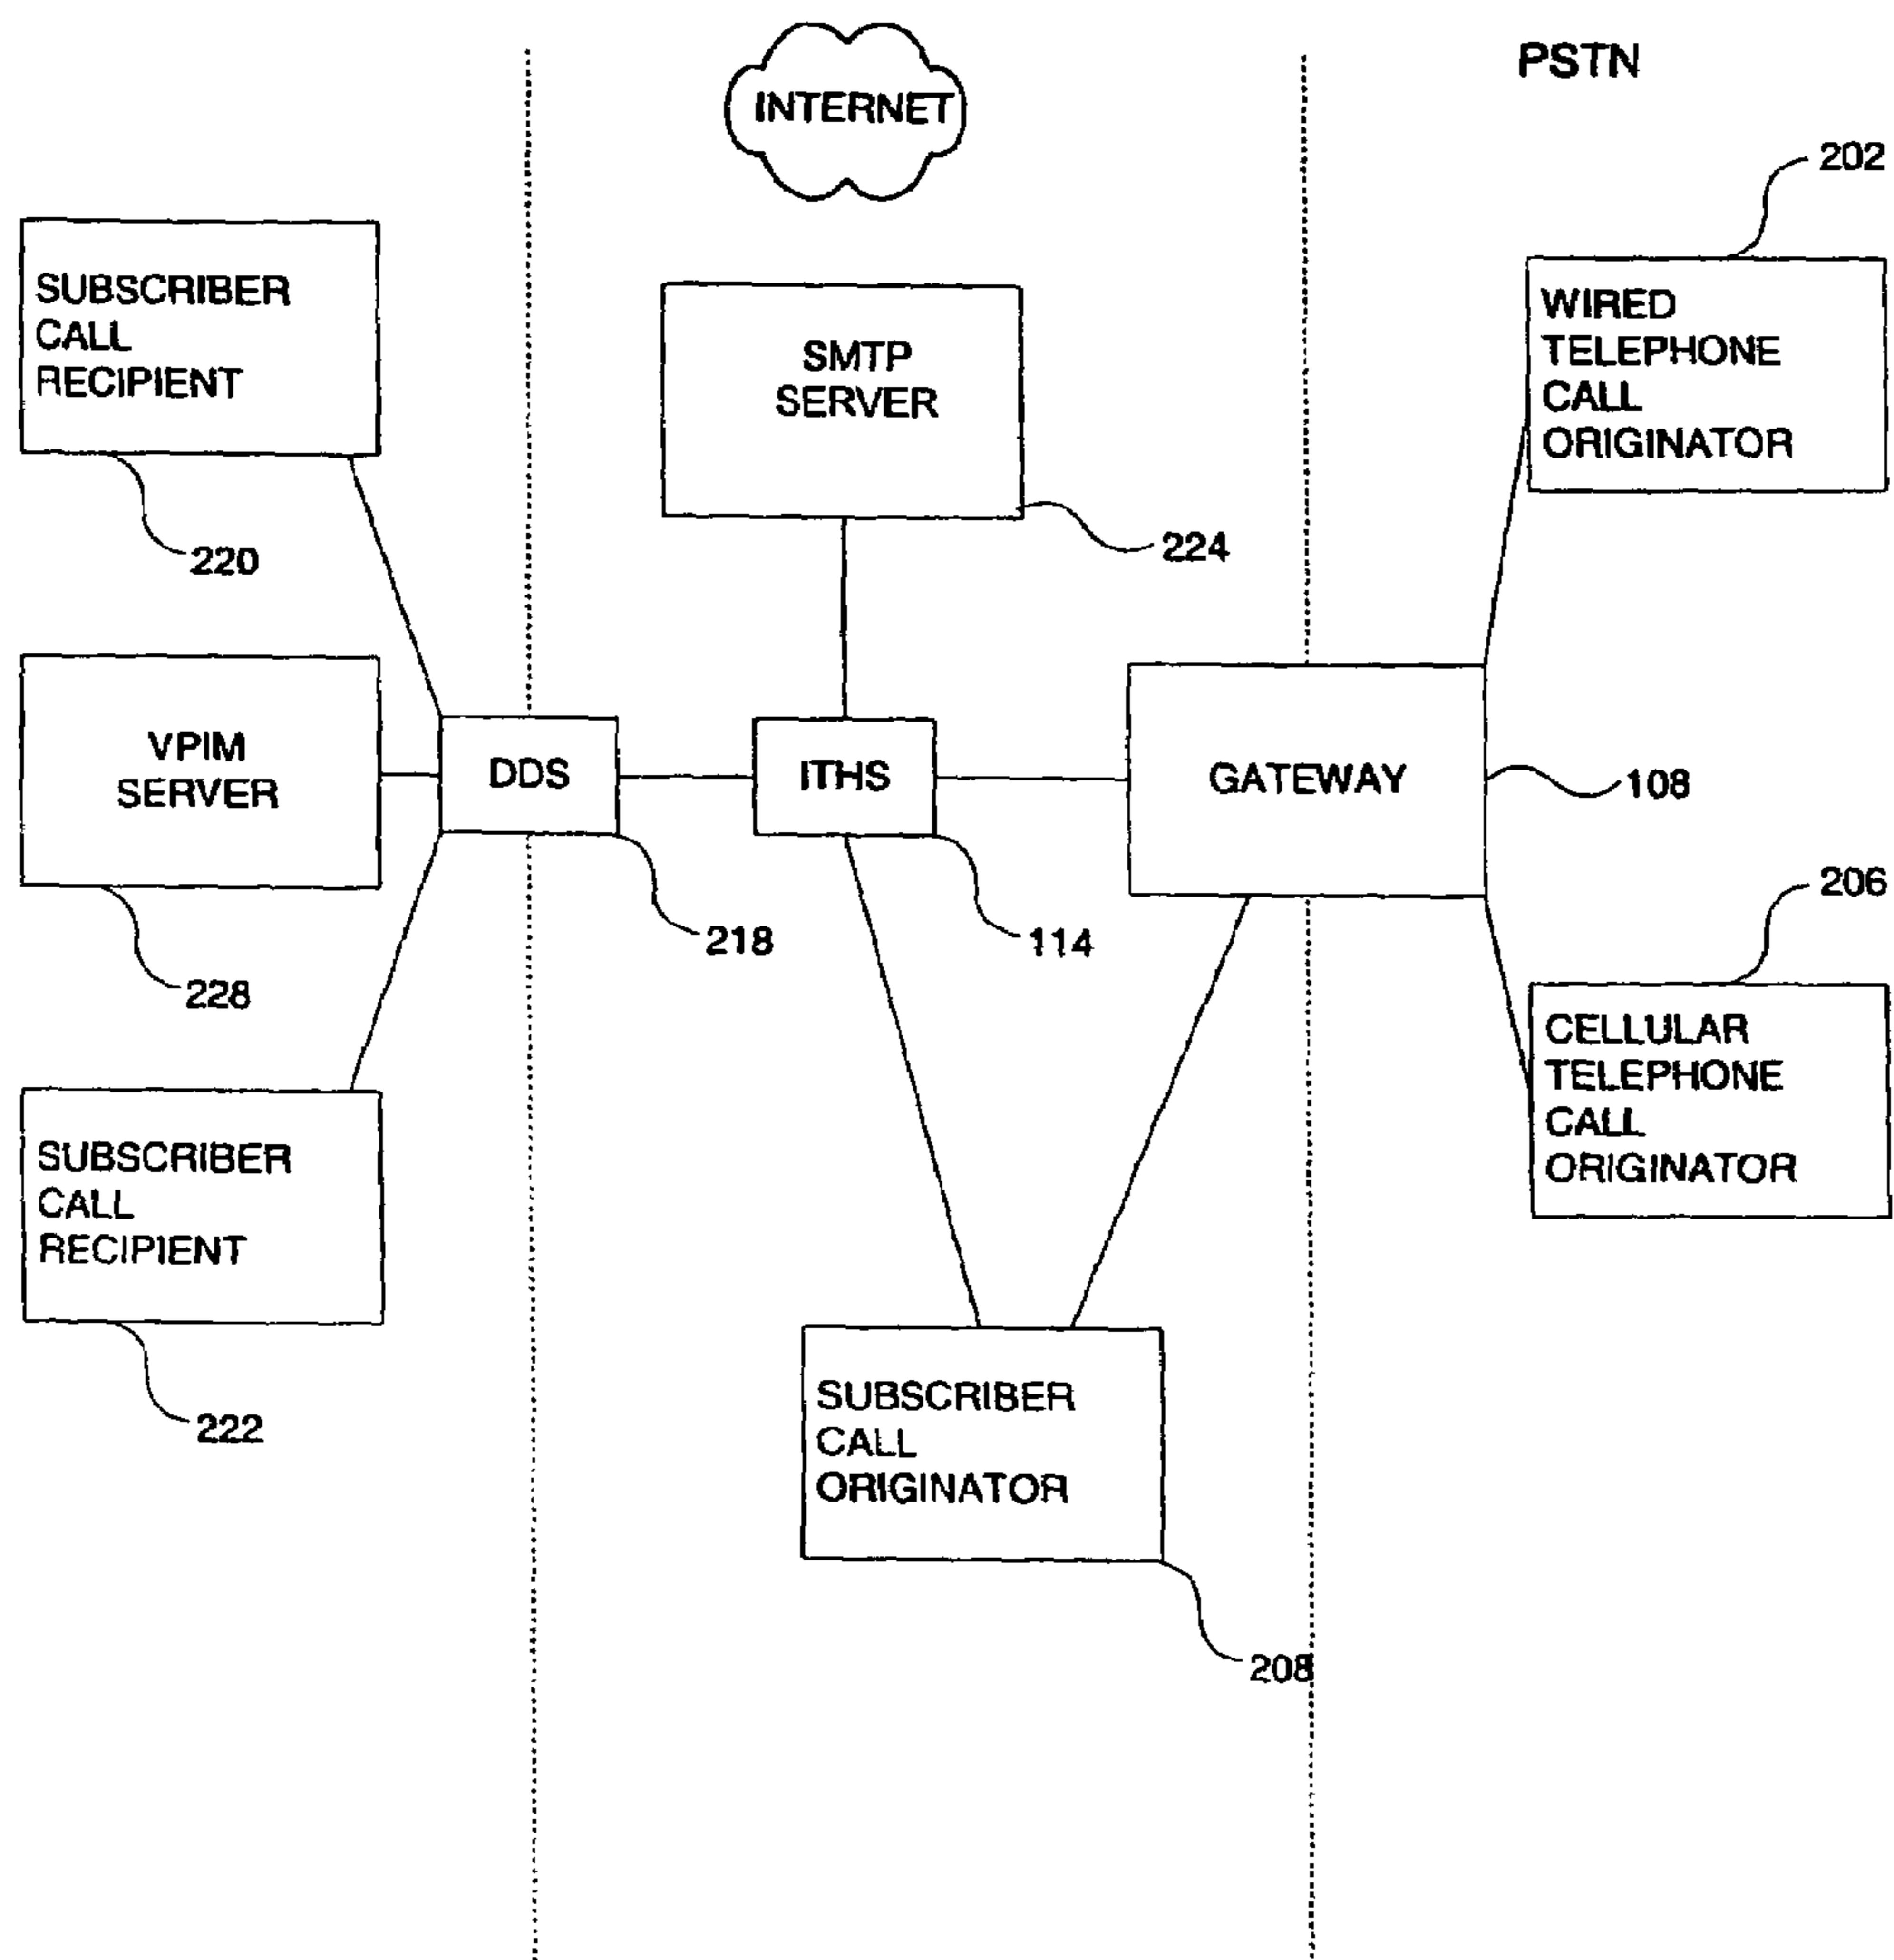 PSTN
INTERNET
202
SUBSCRIBER
CALL
RECIPIENT
220
SMTP
SERVER
224
WIRED
TELEPHONE
CALL
ORIGINATOR
VPIM
SERVER
228
DDS
218
ITHS
114
GATEWAY
108
206
CELLULAR
TELEPHONE
CALL
ORIGINATOR
SUBSCRIBER
CALL
RECIPIENT
222
SUBSCRIBER
CALL
ORIGINATOR
208